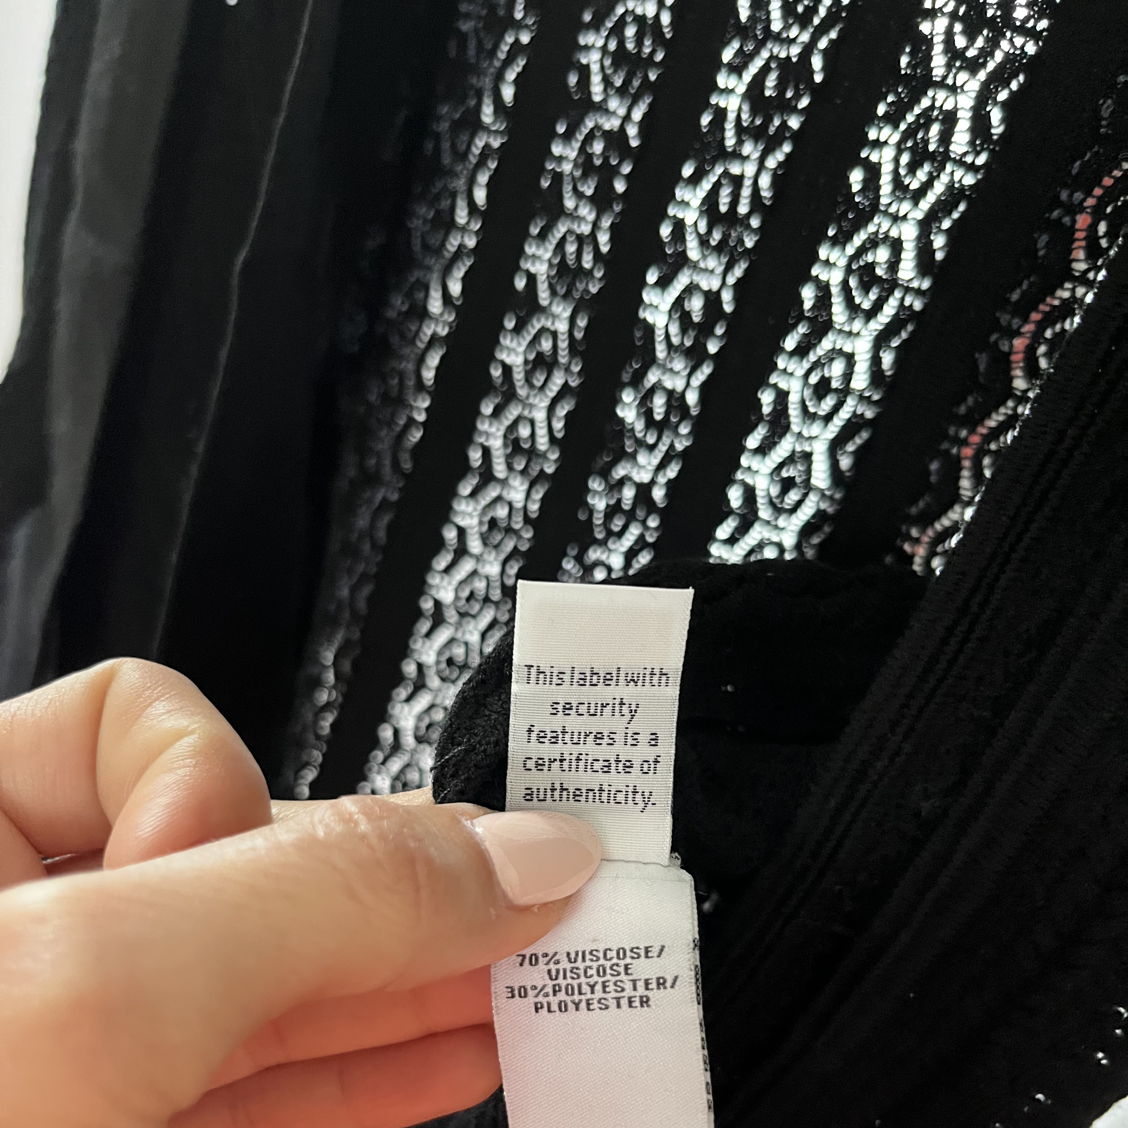 This label with
security
features is a
certificate of
authenticity.
70% VISCOSE/
VISCOSE
30%POLYESTER/
PLOYESTER